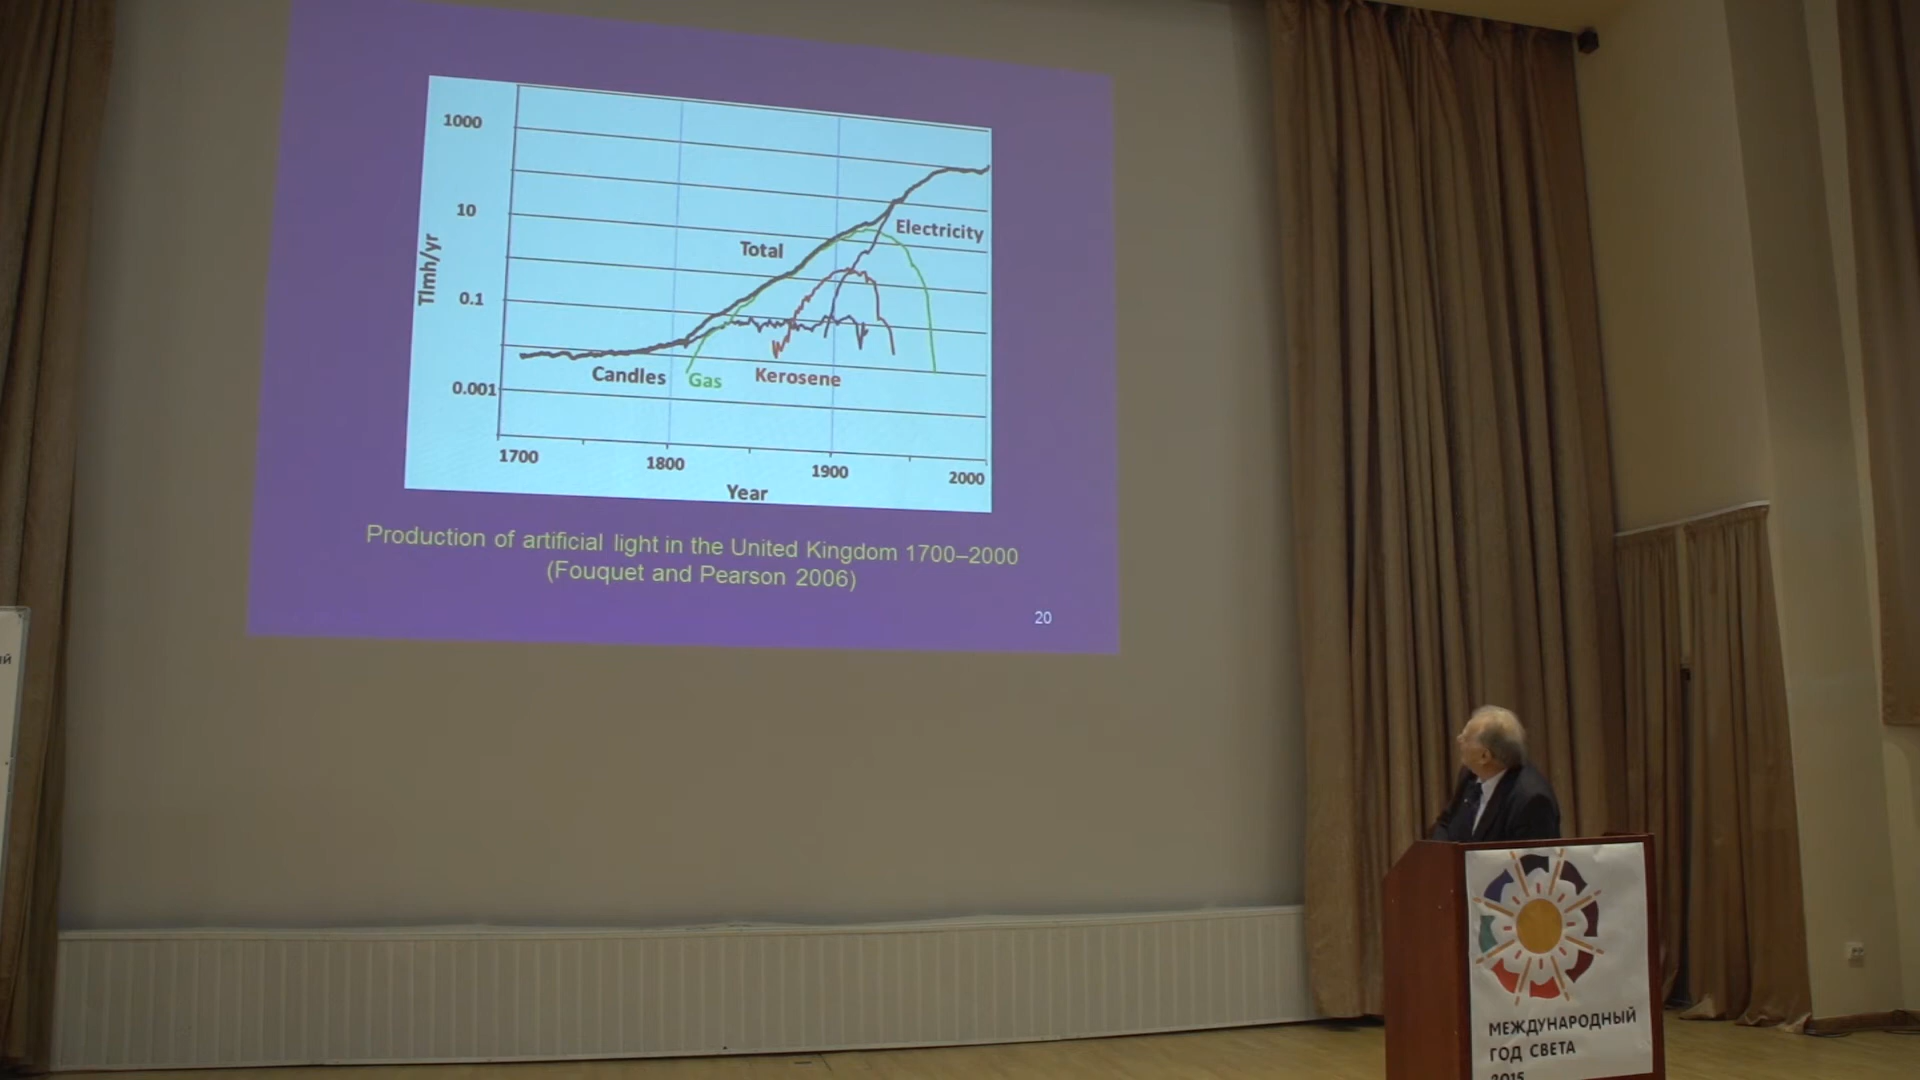 1000
10
0.1
0.001
Tlmh/yr
Total
Electricity
Candles
Gas
Kerosene
1700
1800
1900
2000
Year
Production of artificial light in the United Kingdom 1700–2000
(Fouquet and Pearson 2006)
20
МЕЖДУНАРОДНЫЙ
ГОД СВЕТА
2015